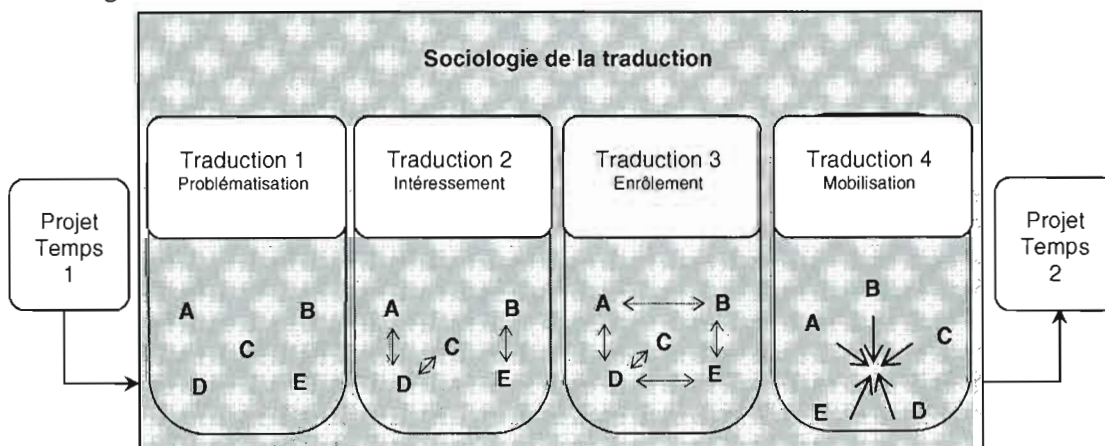 Sociologie de la traduction
Traduction 1
Problématisation
Traduction 2
Intéressement
Traduction 3
Enrôlement
Traduction 4
Mobilisation
Projet
Temps
1
Projet
Temps
2
A B
C
D E
A B
C
D E
A B
C
D E
B
A C
E D